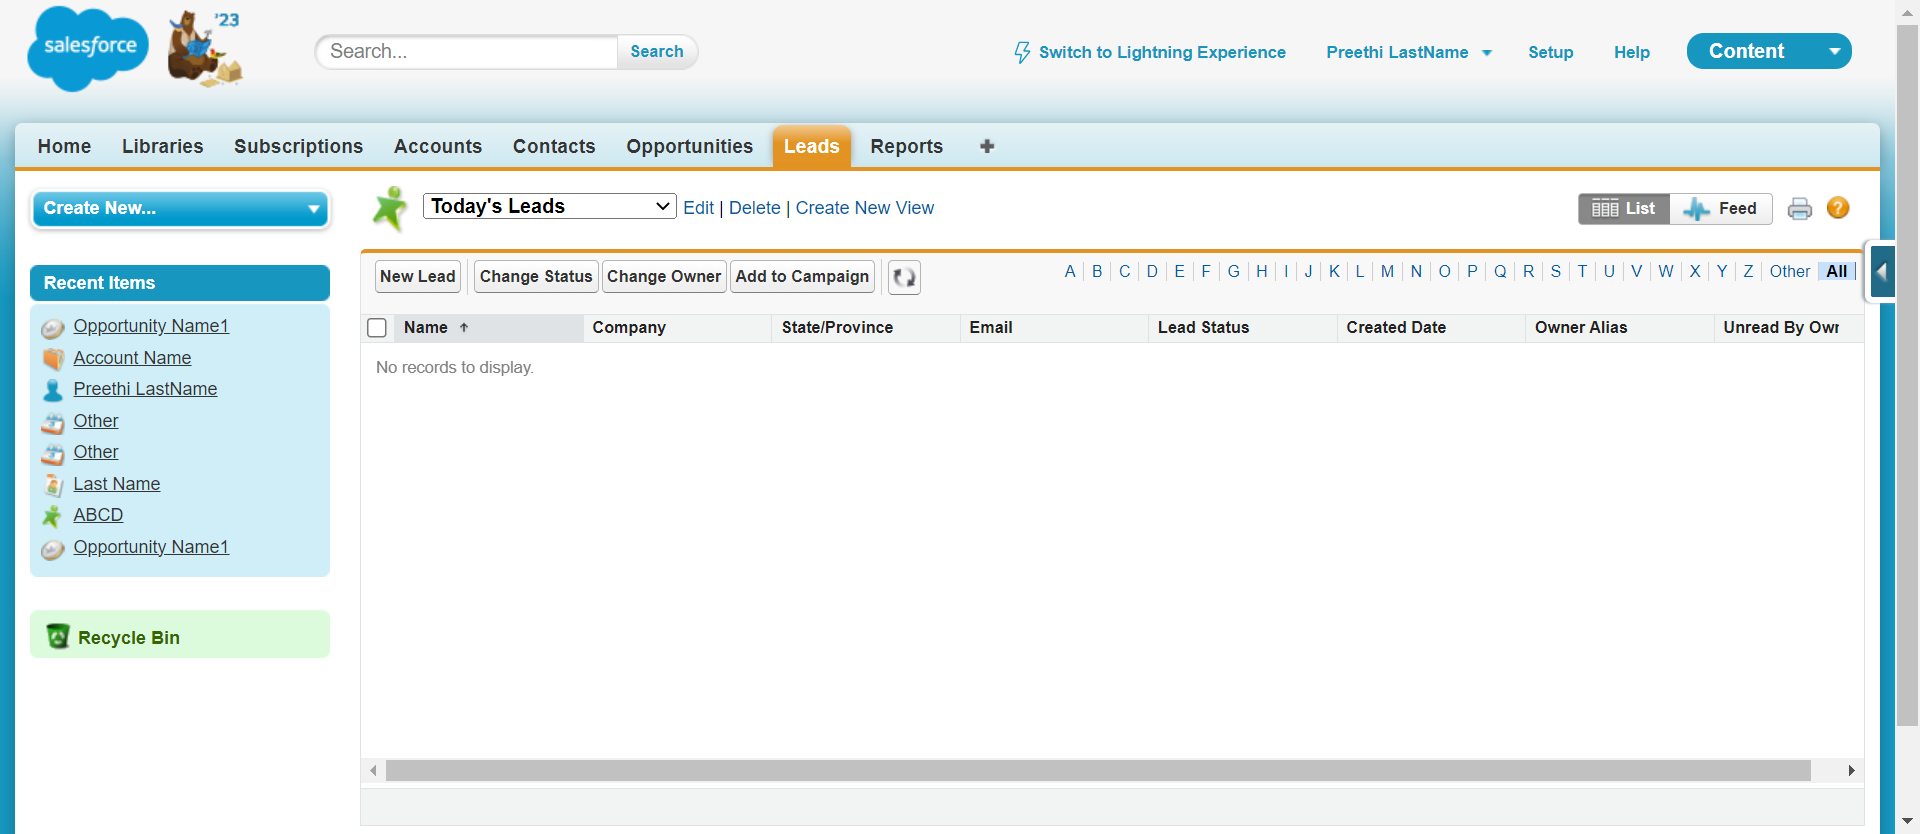 salesforce
'23
Search...
Search
Switch to Lightning Experience
Preethi LastName
Setup
Help
Content
Home
Libraries
Subscriptions
Accounts
Contacts
Opportunities
Leads
Reports
Create New...
Recent Items
Opportunity Name1
Account Name
Preethi LastName
Other
Other
Last Name
ABCD
Opportunity Name1
Recycle Bin
Today's Leads
Edit | Delete | Create New View
List
Feed
?
New Lead
Change Status
Change Owner
Add to Campaign
A | B | C | D | E | F | G | H | I | J | K | L | M | N | O | P | Q | R | S | T | U | V | W | X | Y | Z | Other | All
Name
Company
State/Province
Email
Lead Status
Created Date
Owner Alias
Unread By Owr
No records to display.